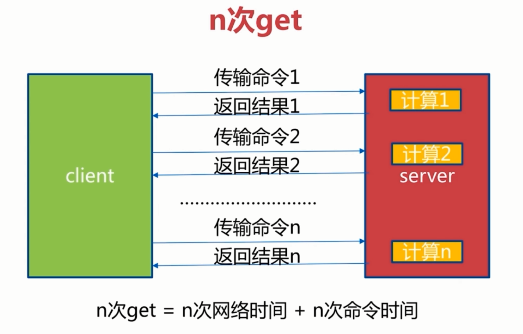 n次get
传输命令1
返回结果1
计算1
传输命令2
返回结果2
计算2
client
server
............................
传输命令n
返回结果n
计算n
n次get = n次网络时间 + n次命令时间